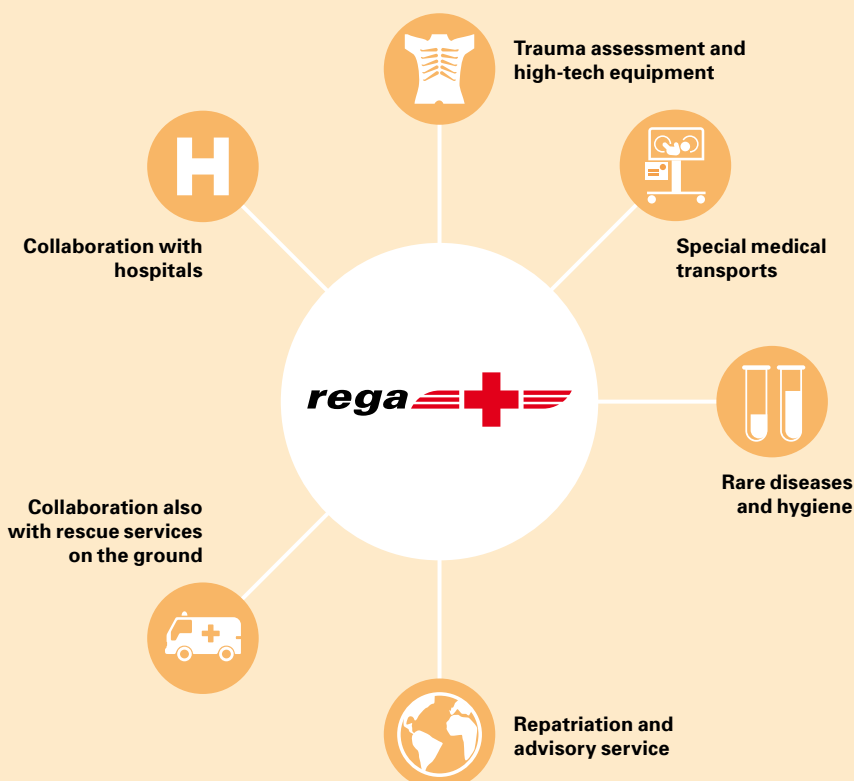 Trauma assessment and
high-tech equipment
H
Collaboration with
hospitals
Special medical
transports
rega
Rare diseases
and hygiene
Collaboration also
with rescue services
on the ground
Repatriation and
advisory service